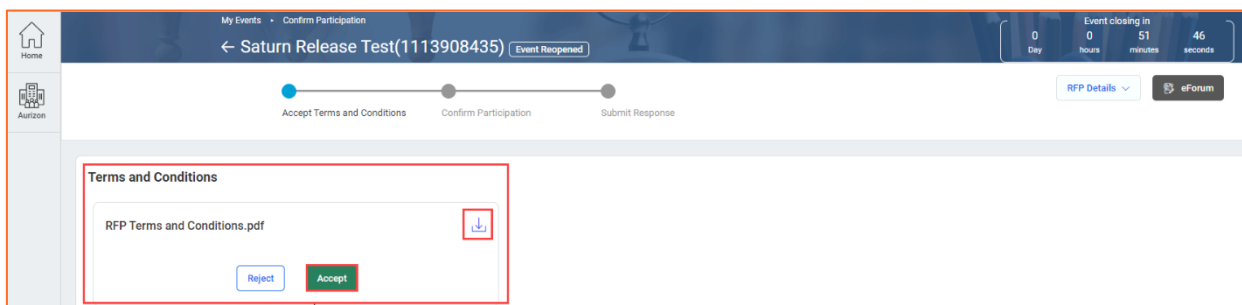 My Events ▸ Confirm Participation
← Saturn Release Test(1113908435) Event Reopened
Event closing in
0 0 51 46
Day hours minutes seconds
Home
Aurizon
Accept Terms and Conditions Confirm Participation Submit Response
RFP Details eForum
Terms and Conditions
RFP Terms and Conditions.pdf
Reject Accept